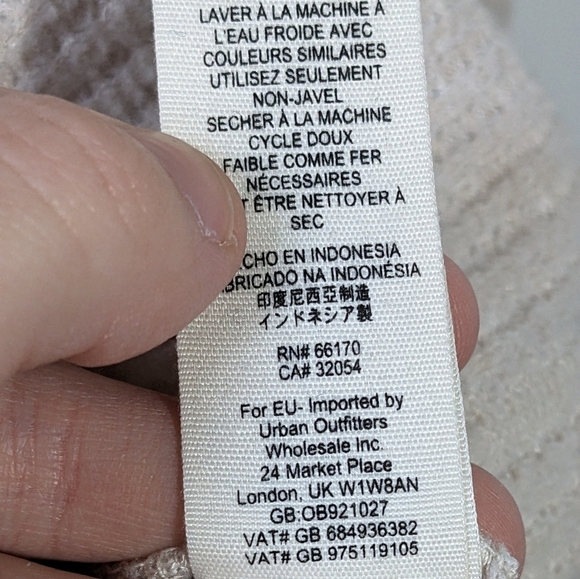 LAVER À LA MACHINE À
L'EAU FROIDE AVEC
COULEURS SIMILAIRES
UTILISEZ SEULEMENT
NON-JAVEL
SECHER À LA MACHINE
CYCLE DOUX
FAIBLE COMME FER
NÉCESSAIRES
ÊTRE NETTOYER À
SEC
CHO EN INDONESIA
BRICADO NA INDONÉSIA
印度尼西亞制造
インドネシア製
RN# 66170
CA# 32054
For EU- Imported by
Urban Outfitters
Wholesale Inc.
24 Market Place
London, UK W1W8AN
GB:OB921027
VAT# GB 684936382
VAT# GB 975119105